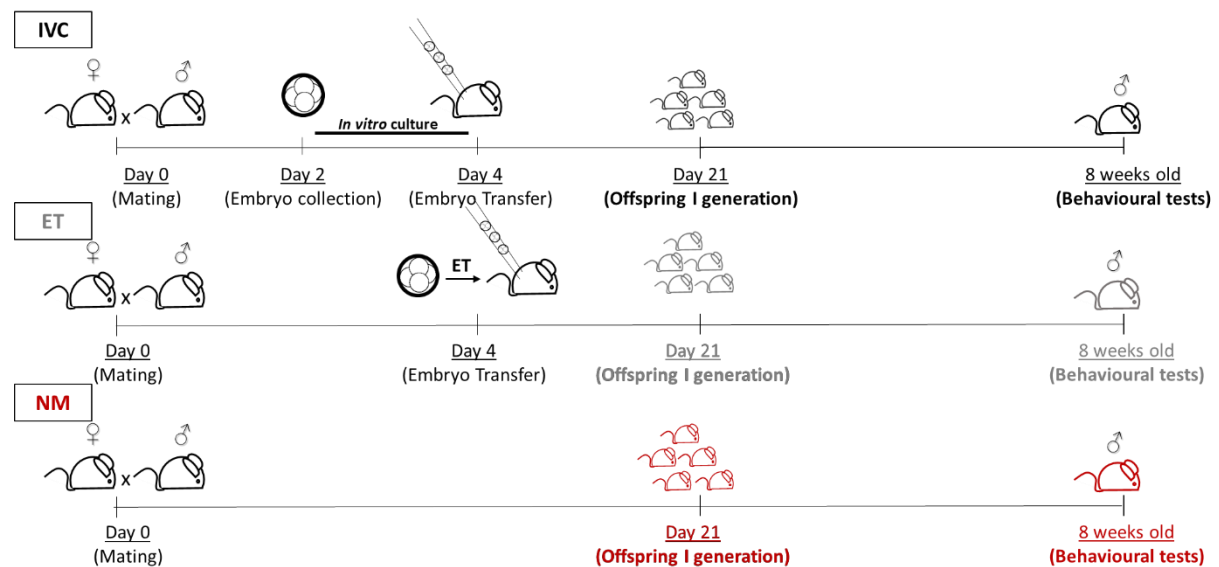 IVC
♀ ♂
x
In vitro culture
♂
Day 0 Day 2 Day 4 Day 21 8 weeks old
(Mating) (Embryo collection) (Embryo Transfer) (Offspring I generation) (Behavioural tests)
ET
♀ ♂
x
ET
♂
Day 0 Day 4 Day 21 8 weeks old
(Mating) (Embryo Transfer) (Offspring I generation) (Behavioural tests)
NM
♀ ♂
x
♂
Day 0 Day 21 8 weeks old
(Mating) (Offspring I generation) (Behavioural tests)